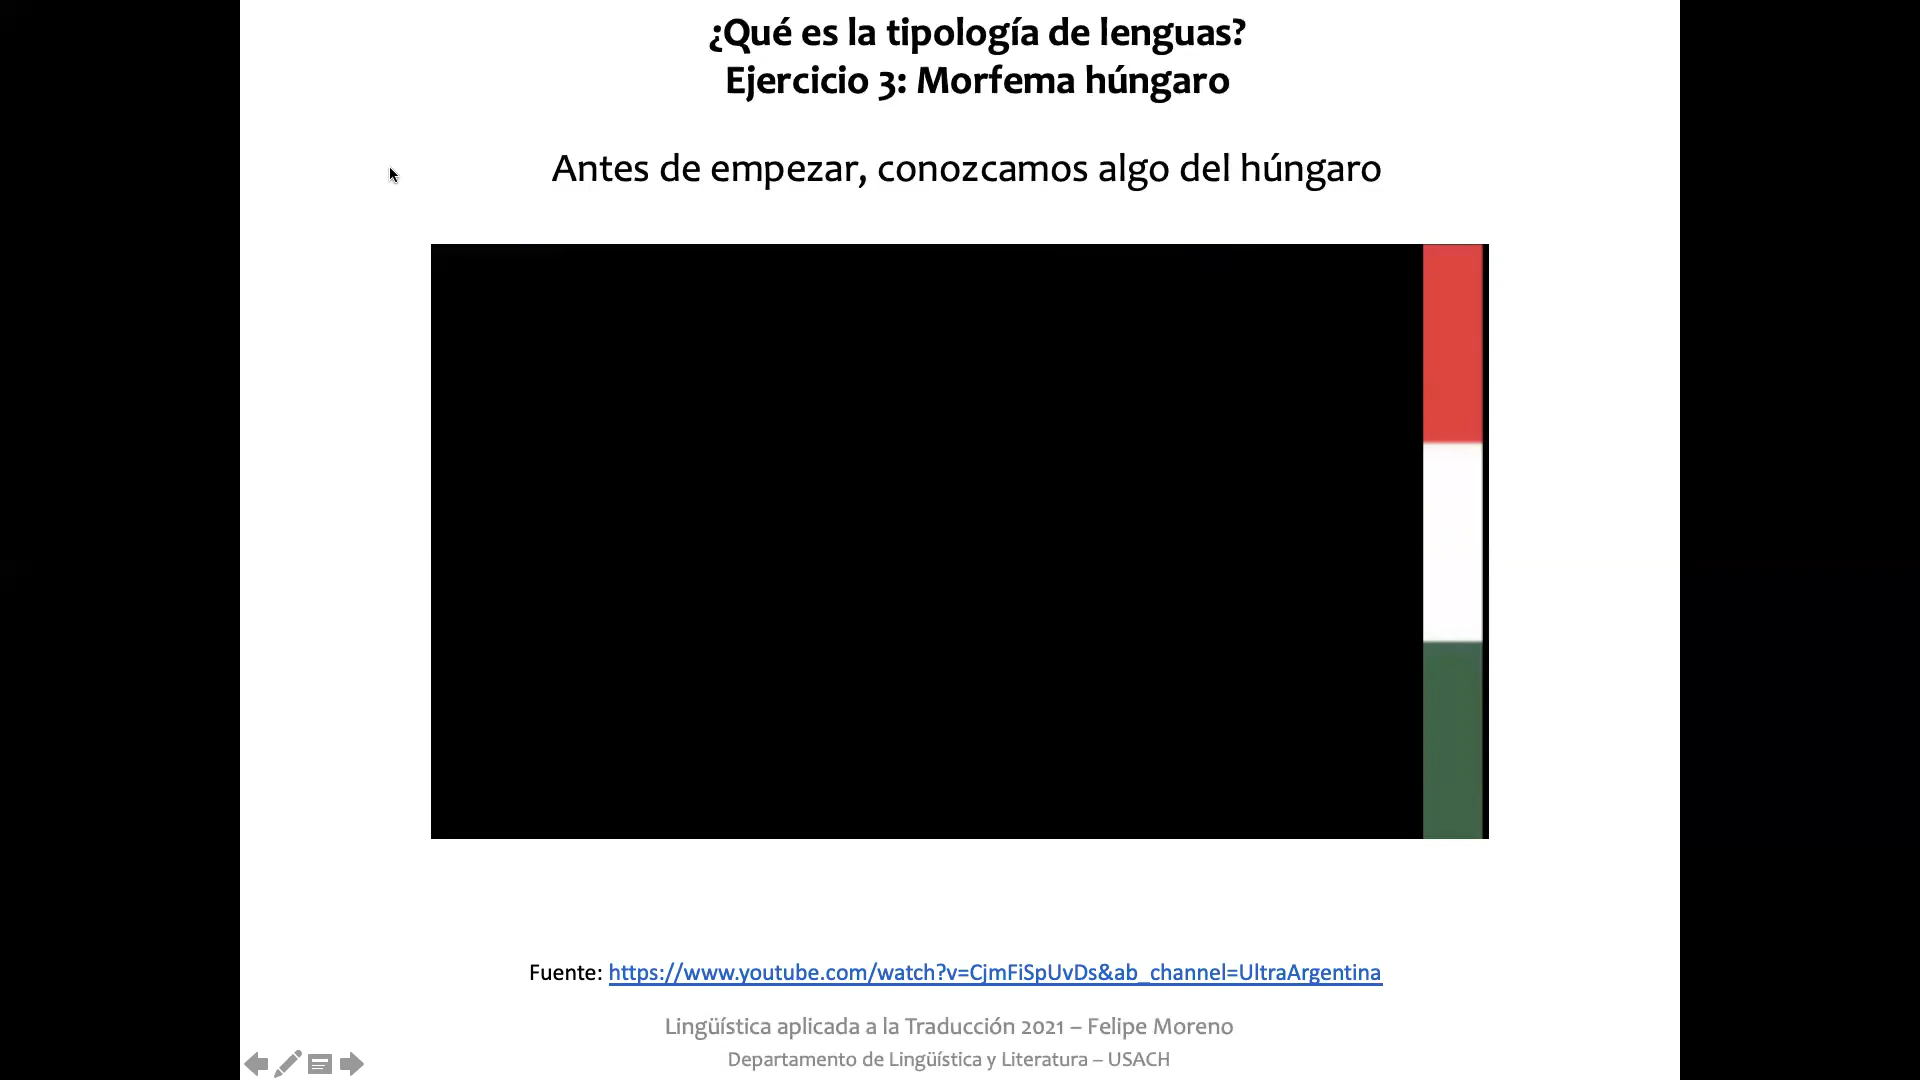 ¿Qué es la tipología de lenguas?
Ejercicio 3: Morfema húngaro
Antes de empezar, conozcamos algo del húngaro
Fuente: https://www.youtube.com/watch?v=CjmFiSpUvDs&ab_channel=UltraArgentina
Lingüística aplicada a la Traducción 2021 – Felipe Moreno
Departamento de Lingüística y Literatura – USACH